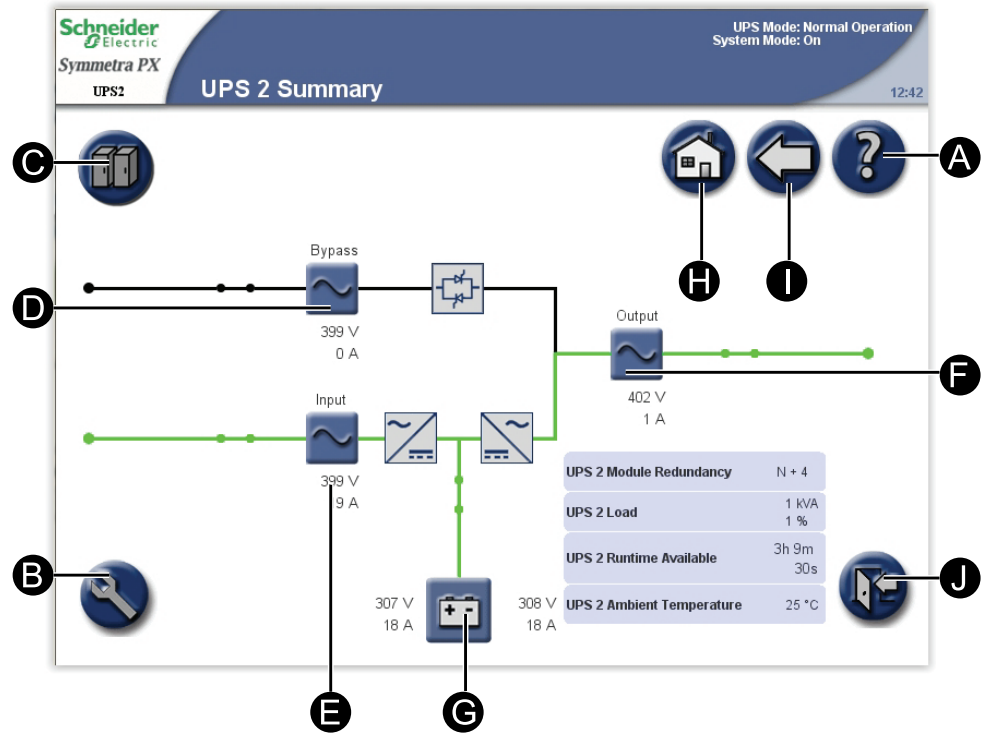 Schneider
Electric
Symmetra PX
UPS2
UPS 2 Summary
UPS Mode: Normal Operation
System Mode: On
12:42
C
A
H
I
Bypass
D
399 V
0 A
Output
F
402 V
1 A
Input
399 V
9 A
UPS 2 Module Redundancy N + 4
UPS 2 Load 1 kVA
1 %
UPS 2 Runtime Available 3h 9m
30s
UPS 2 Ambient Temperature 25 °C
B
J
307 V
18 A
308 V
18 A
E
G